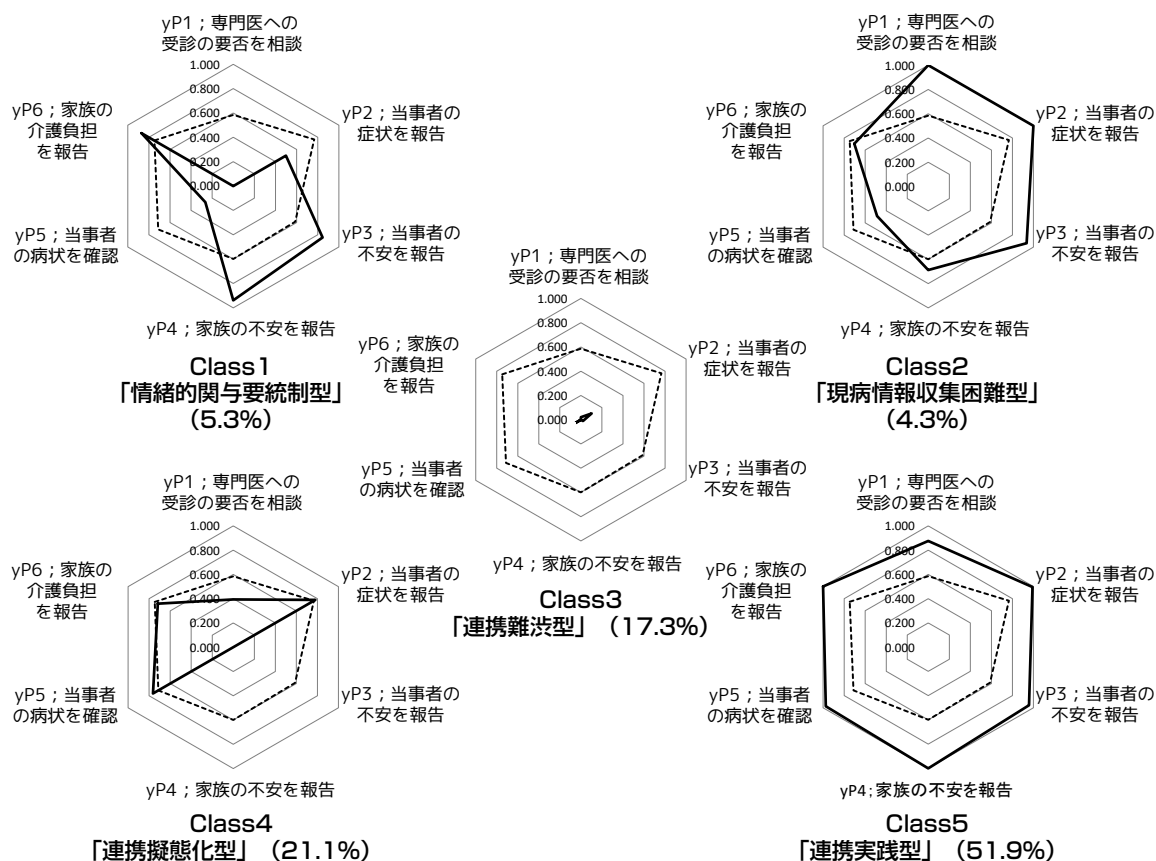 yP1；専門医への
受診の要否を相談
1.000
0.800
0.600
0.400
0.200
0.000
yP2；当事者の
症状を報告
yP3；当事者の
不安を報告
yP4；家族の不安を報告
yP5；当事者
の病状を確認
yP6；家族の
介護負担
を報告
Class1
「情緒的関与要統制型」
（5.3%）
yP1；専門医への
受診の要否を相談
1.000
0.800
0.600
0.400
0.200
0.000
yP2；当事者の
症状を報告
yP3；当事者の
不安を報告
yP4；家族の不安を報告
yP5；当事者
の病状を確認
yP6；家族の
介護負担
を報告
Class2
「現病情報収集困難型」
（4.3%）
yP1；専門医への
受診の要否を相談
1.000
0.800
0.600
0.400
0.200
0.000
yP2；当事者の
症状を報告
yP3；当事者の
不安を報告
yP4；家族の不安を報告
yP5；当事者
の病状を確認
yP6；家族の
介護負担
を報告
Class3
「連携難渋型」（17.3%）
yP1；専門医への
受診の要否を相談
1.000
0.800
0.600
0.400
0.200
0.000
yP2；当事者の
症状を報告
yP3；当事者の
不安を報告
yP4；家族の不安を報告
yP5；当事者
の病状を確認
yP6；家族の
介護負担
を報告
Class4
「連携擬態化型」（21.1%）
yP1；専門医への
受診の要否を相談
1.000
0.800
0.600
0.400
0.200
0.000
yP2；当事者の
症状を報告
yP3；当事者の
不安を報告
yP4；家族の不安を報告
yP5；当事者
の病状を確認
yP6；家族の
介護負担
を報告
Class5
「連携実践型」（51.9%）